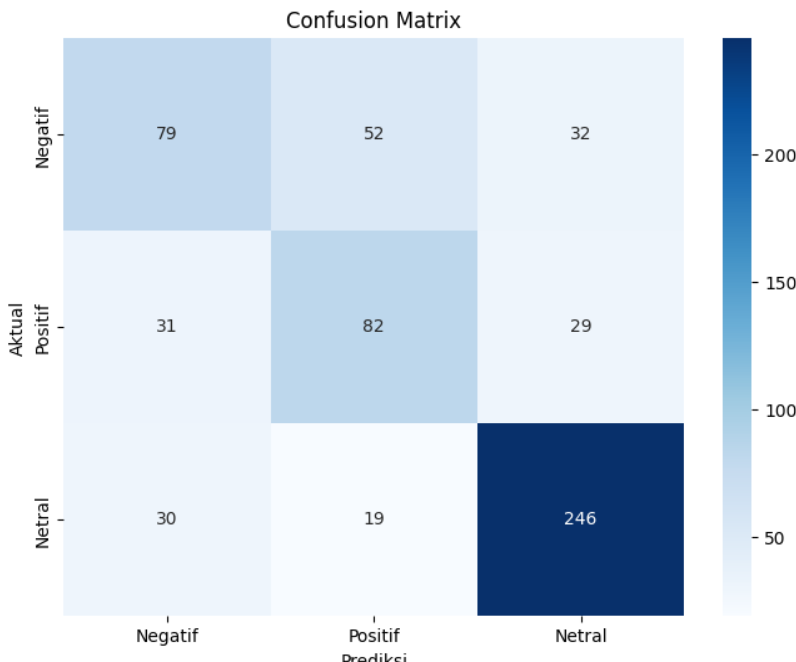 Confusion Matrix
Negatif
79
52
32
200
150
Aktual
Positif
31
82
29
100
Netral
30
19
246
50
Negatif
Positif
Netral
Prediksi